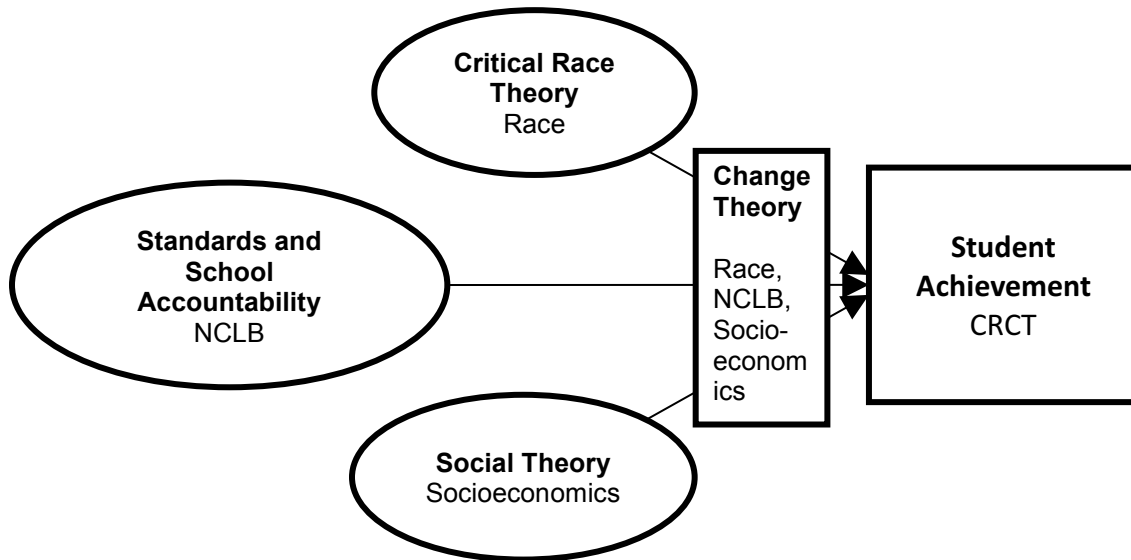 Critical Race
Theory
Race
Standards and
School
Accountability
NCLB
Social Theory
Socioeconomics
Change
Theory
Race,
NCLB,
Socio-
econom
ics
Student
Achievement
CRCT